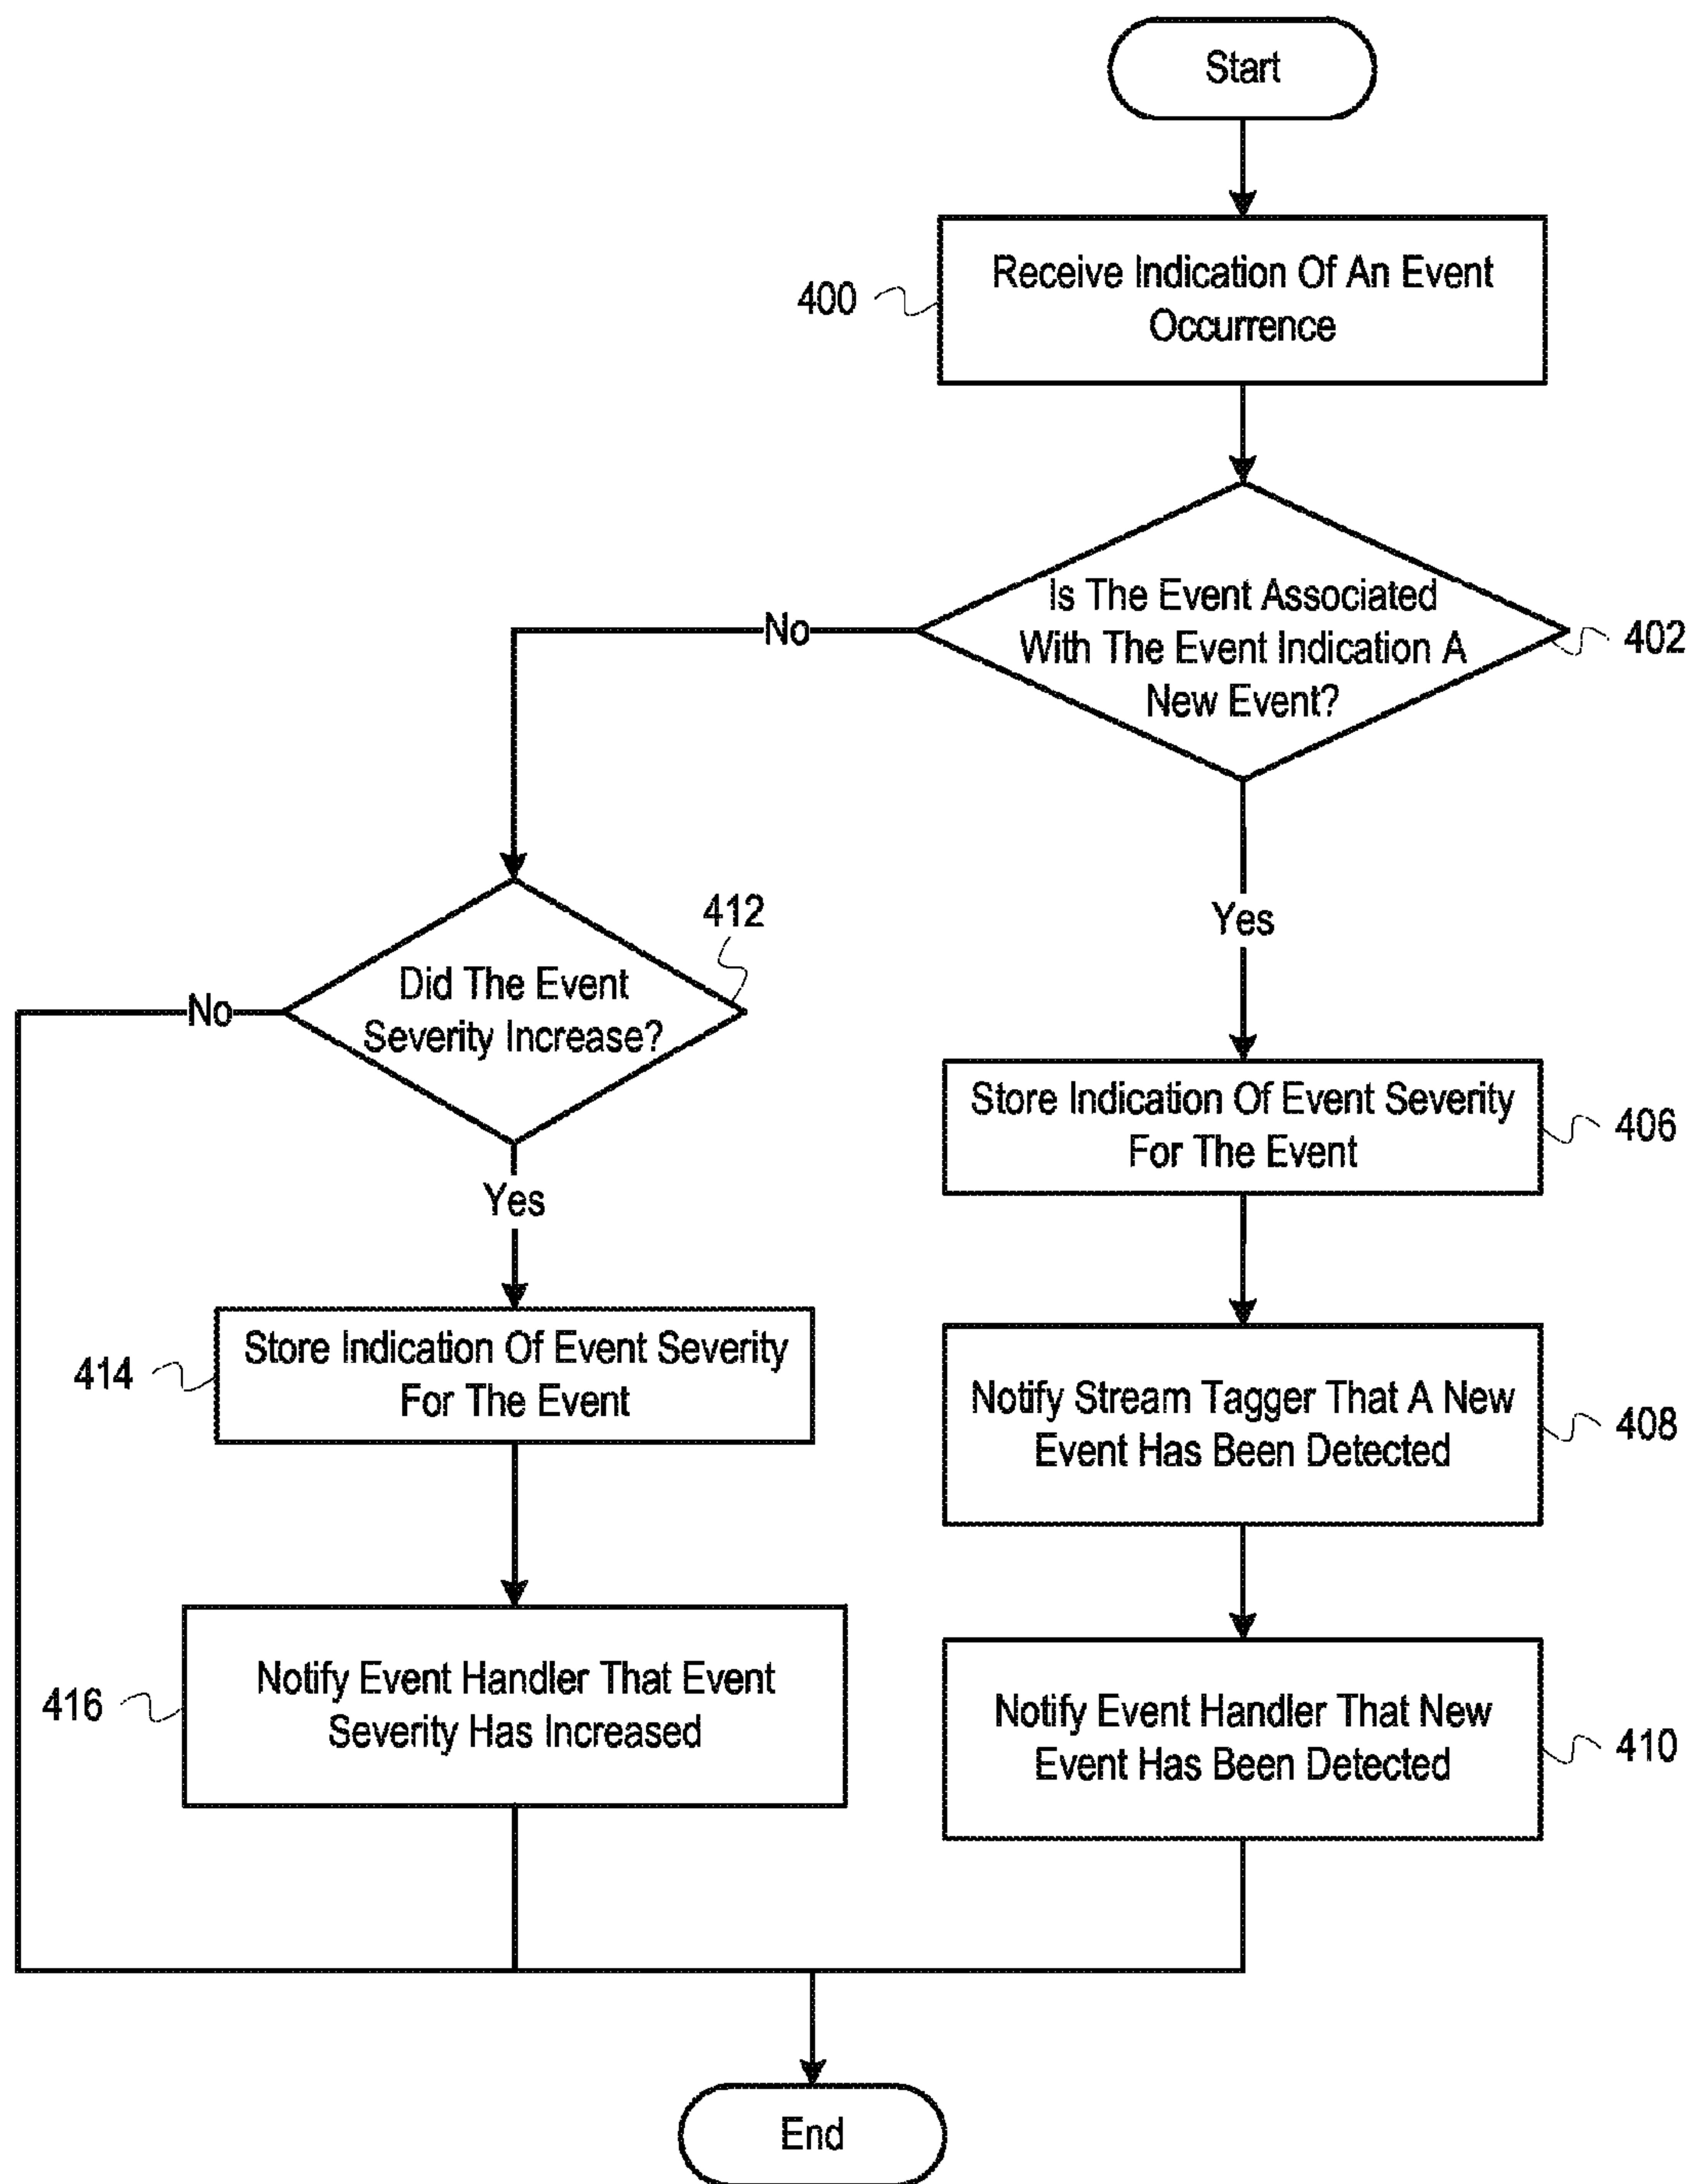 Start
400
Receive Indication Of An Event
Occurrence
Is The Event Associated
With The Event Indication A
New Event?
402
No
Yes
412
Did The Event
Severity Increase?
No
Yes
Store Indication Of Event Severity
For The Event
406
414
Store Indication Of Event Severity
For The Event
Notify Stream Tagger That A New
Event Has Been Detected
408
416
Notify Event Handler That Event
Severity Has Increased
Notify Event Handler That New
Event Has Been Detected
410
End